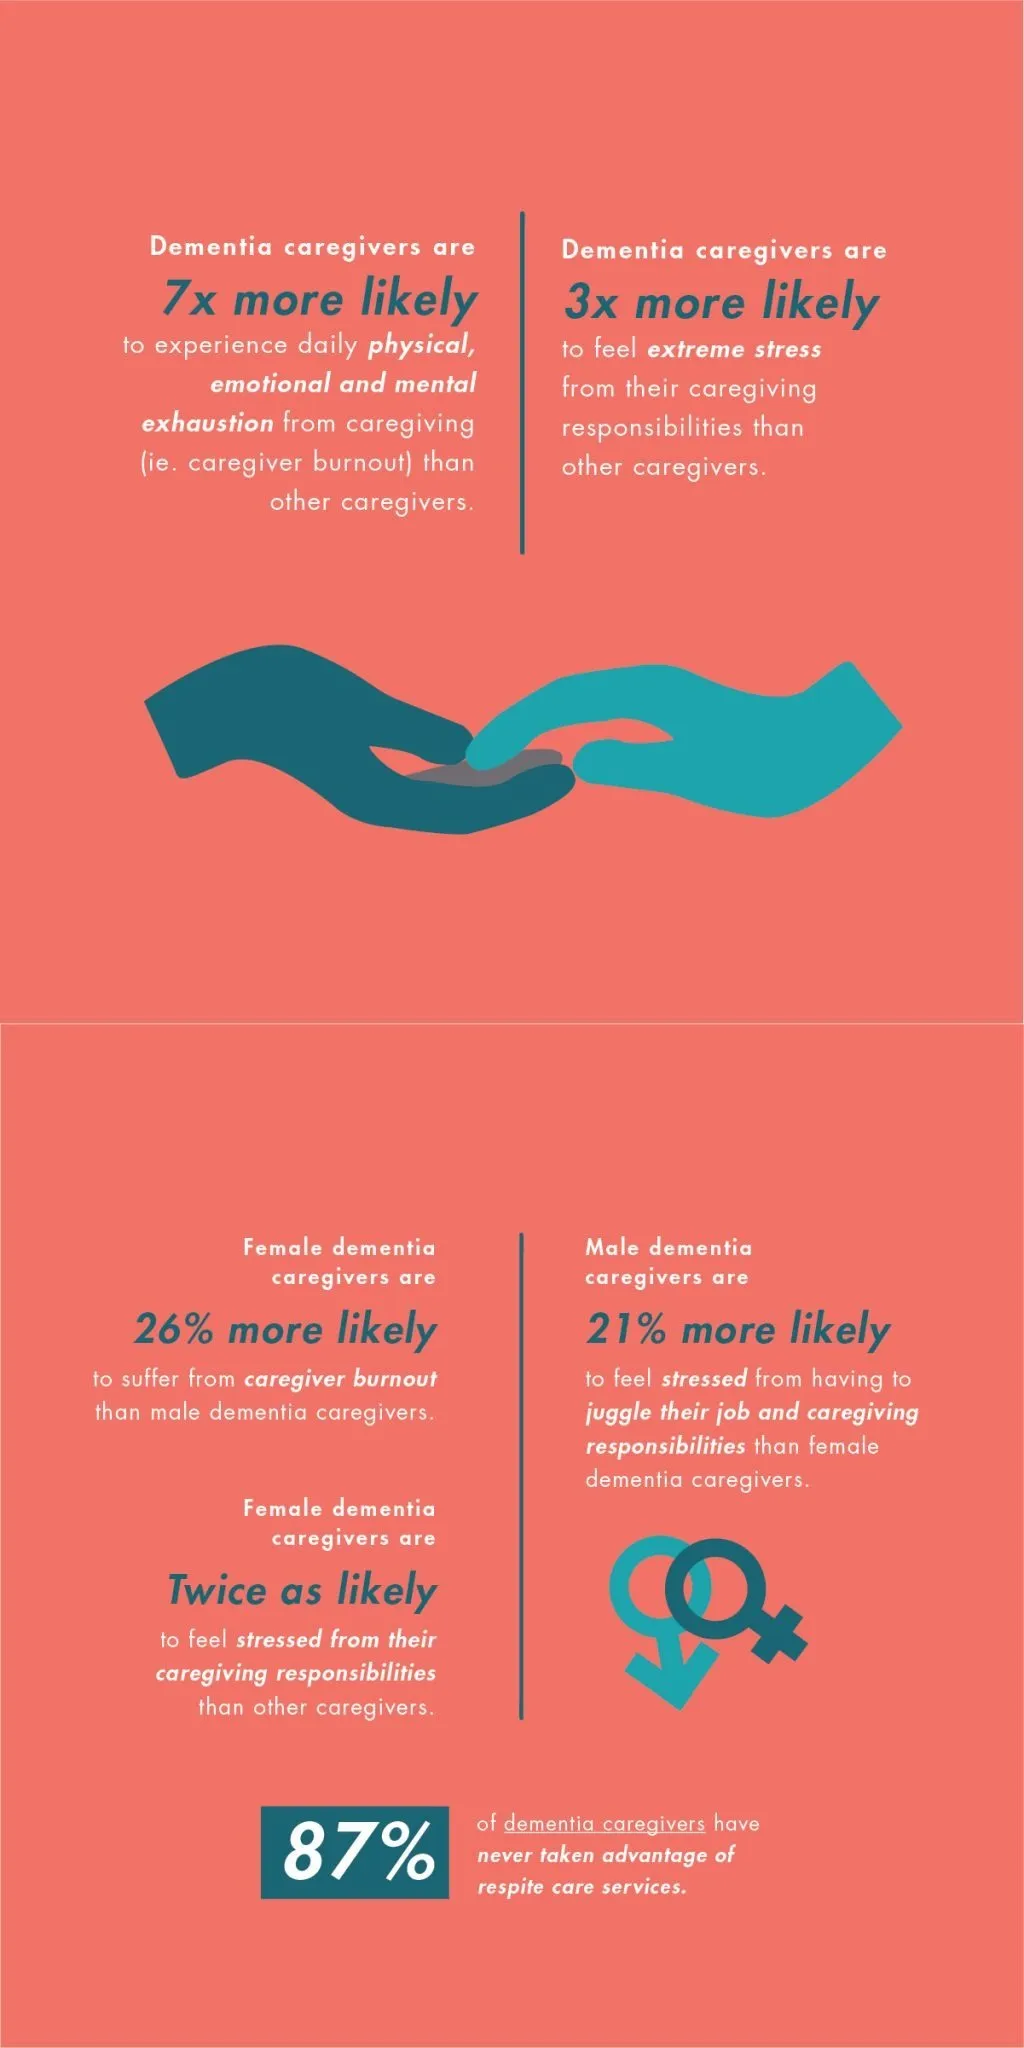 Dementia caregivers are
7x more likely
to experience daily physical,
emotional and mental
exhaustion from caregiving
(ie. caregiver burnout) than
other caregivers.
Dementia caregivers are
3x more likely
to feel extreme stress
from their caregiving
responsibilities than
other caregivers.
Female dementia
caregivers are
26% more likely
to suffer from caregiver burnout
than male dementia caregivers.
Female dementia
caregivers are
Twice as likely
to feel stressed from their
caregiving responsibilities
than other caregivers.
Male dementia
caregivers are
21% more likely
to feel stressed from having to
juggle their job and caregiving
responsibilities than female
dementia caregivers.
87%
of dementia caregivers have
never taken advantage of
respite care services.